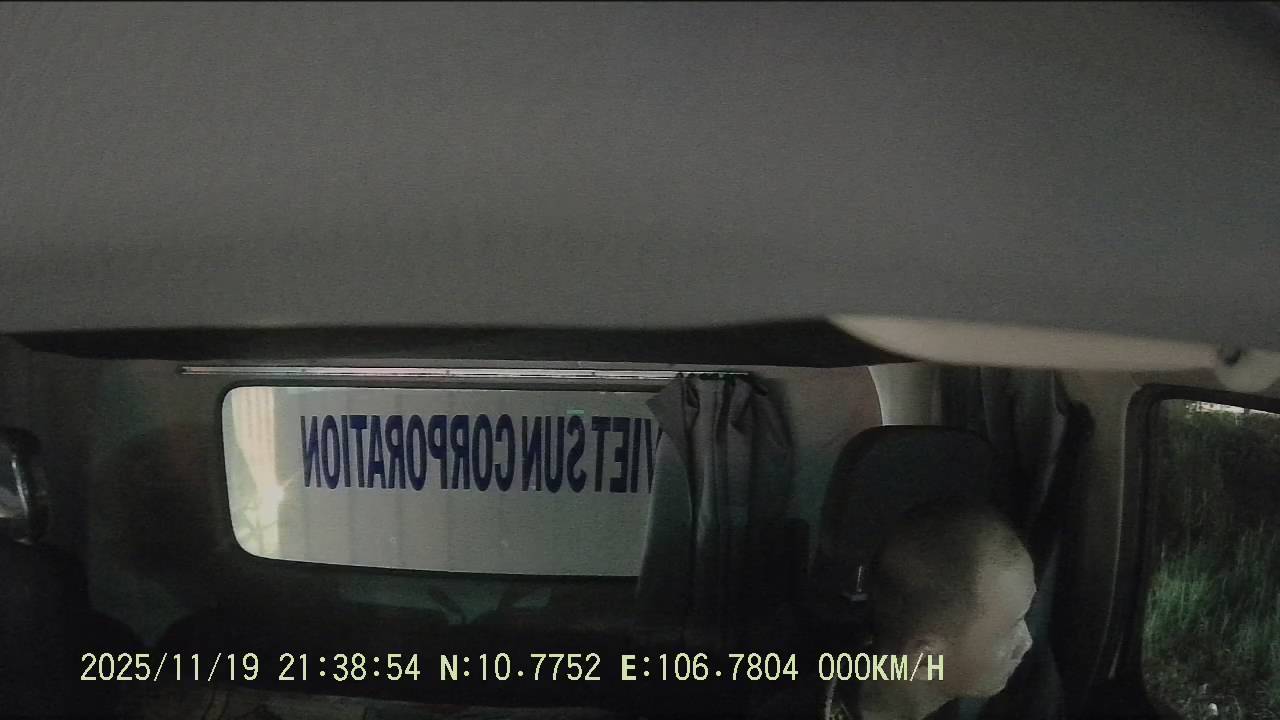 VIET SUN CORPORATION
2025/11/19 21:38:54 N:10.7752 E:106.7804 000KM/H